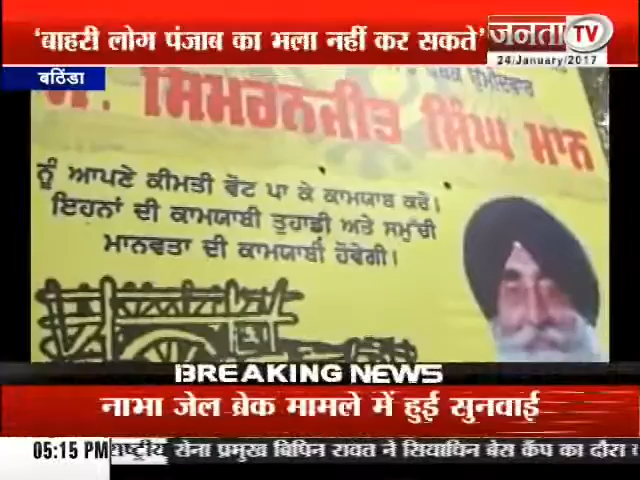 ‘बाहरी लोग पंजाब का भला नहीं कर सकते’
जनता TV
24/January/2017
बठिंडा
ਸ. ਸਿਮਰਨਜੀਤ ਸਿੰਘ ਮਾਨ
ਨੂੰ ਆਪਣੇ ਕੀਮਤੀ ਵੋਟ ਪਾ ਕੇ ਕਾਮਯਾਬ ਕਰੋ।
ਇਹਨਾਂ ਦੀ ਕਾਮਯਾਬੀ ਤੁਹਾਡੀ ਅਤੇ ਸਮੁੱਚੀ
ਮਾਨਵਤਾ ਦੀ ਕਾਮਯਾਬੀ ਹੋਵੇਗੀ।
BREAKING NEWS
नाभा जेल ब्रेक मामले में हुई सुनवाई
05:15 PM
राष्ट्रीय सेना प्रमुख बिपिन रावत ने सियाचिन बेस कैंप का दौरा